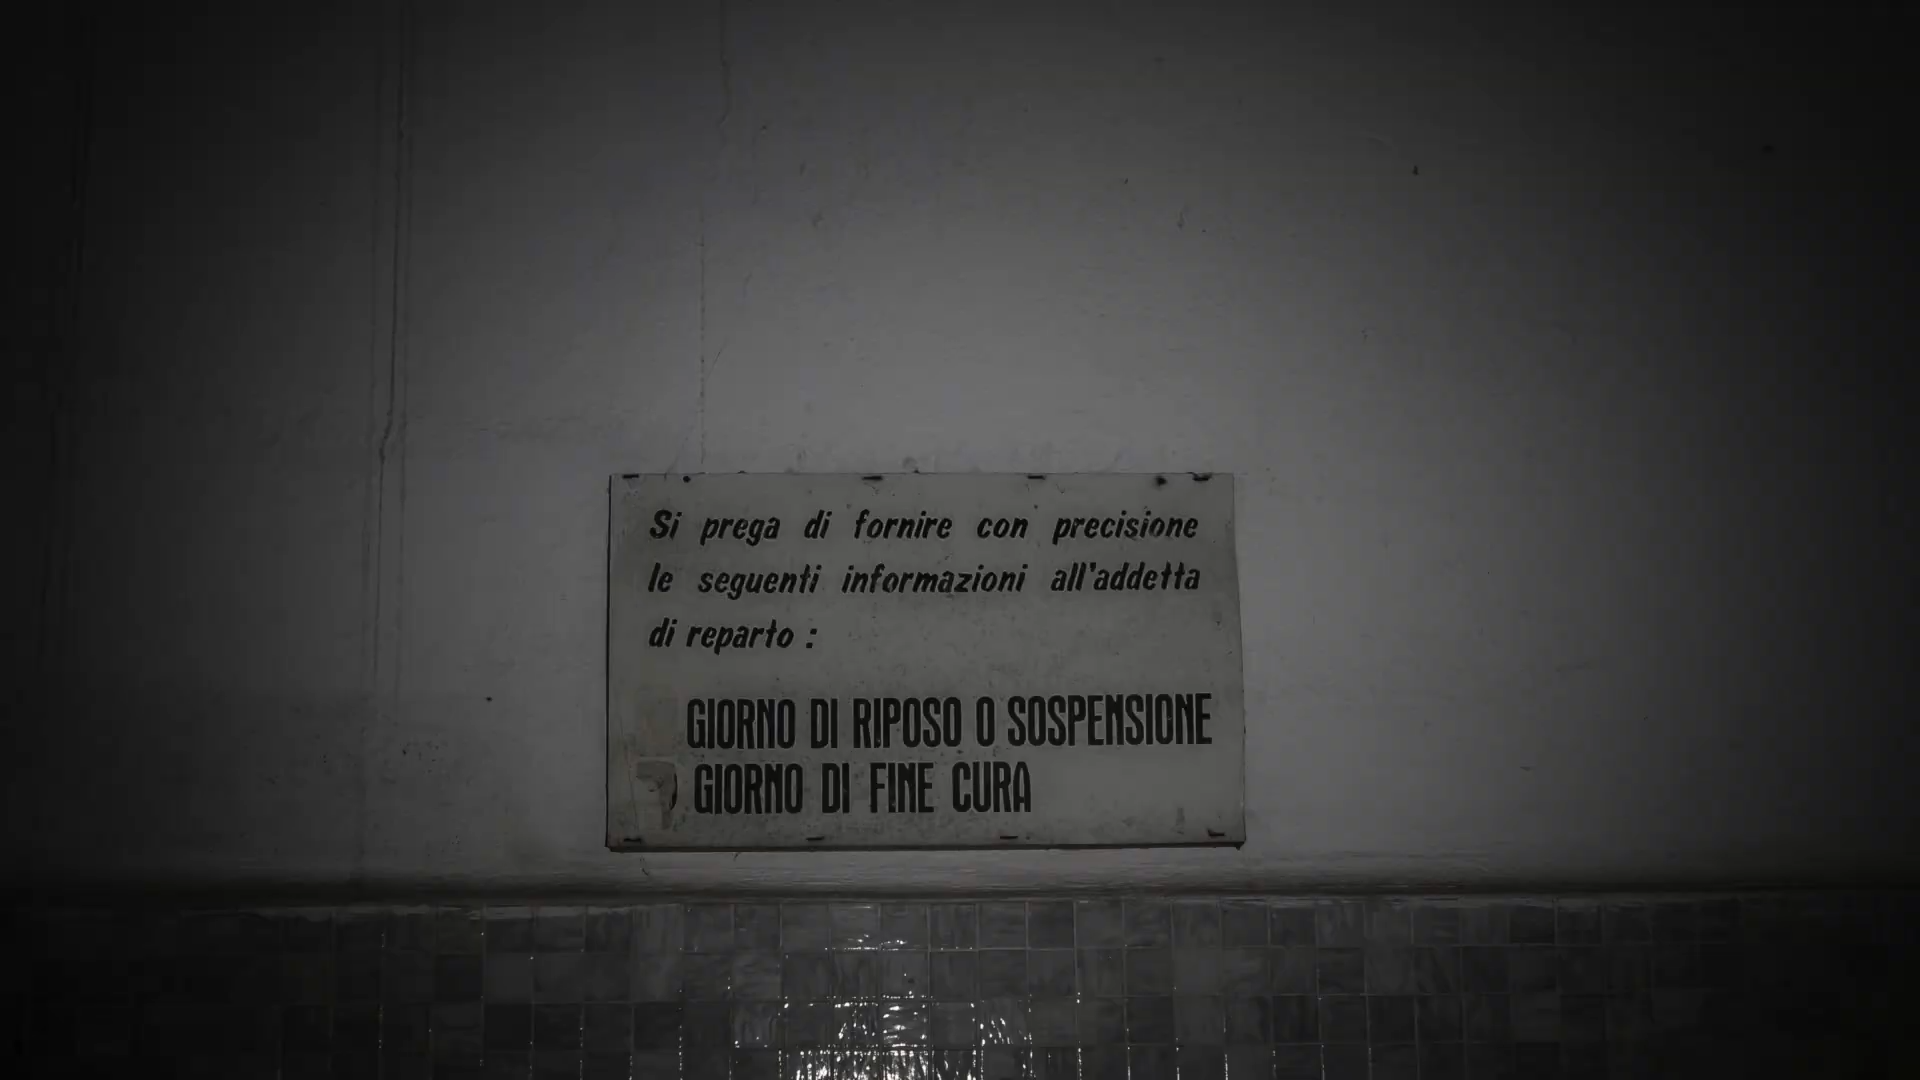 Si prega di fornire con precisione
le seguenti informazioni all'addetta
di reparto :
GIORNO DI RIPOSO O SOSPENSIONE
GIORNO DI FINE CURA